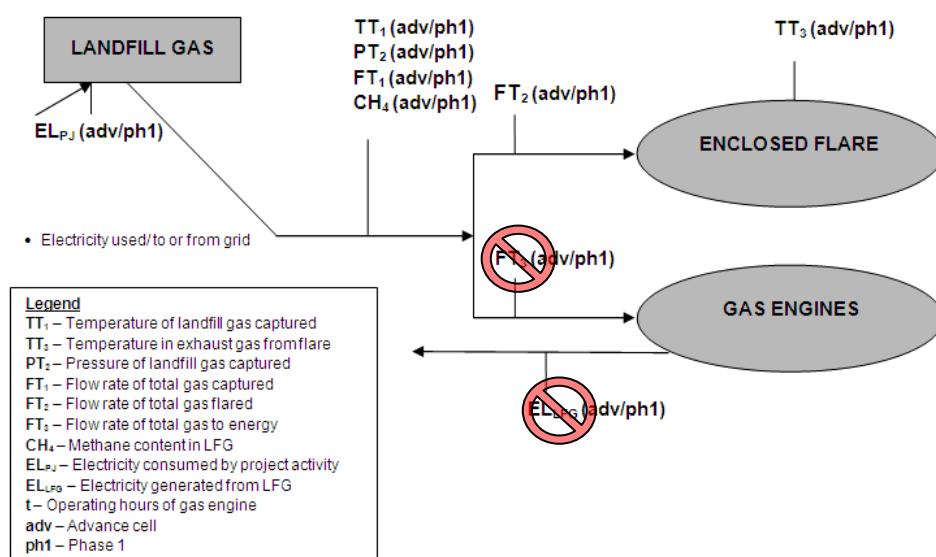 LANDFILL GAS
TT₁ (adv/ph1)
PT₂ (adv/ph1)
FT₁ (adv/ph1)
CH₄ (adv/ph1)
TT₃ (adv/ph1)
FT₂ (adv/ph1)
ELPJ (adv/ph1)
ENCLOSED FLARE
• Electricity used/ to or from grid
FT₃ (adv/ph1)
GAS ENGINES
ELLFG (adv/ph1)
Legend
TT₁ – Temperature of landfill gas captured
TT₃ – Temperature in exhaust gas from flare
PT₂ – Pressure of landfill gas captured
FT₁ – Flow rate of total gas captured
FT₂ – Flow rate of total gas flared
FT₃ – Flow rate of total gas to energy
CH₄ – Methane content in LFG
ELPJ – Electricity consumed by project activity
ELLFG – Electricity generated from LFG
t – Operating hours of gas engine
adv – Advance cell
ph1 – Phase 1